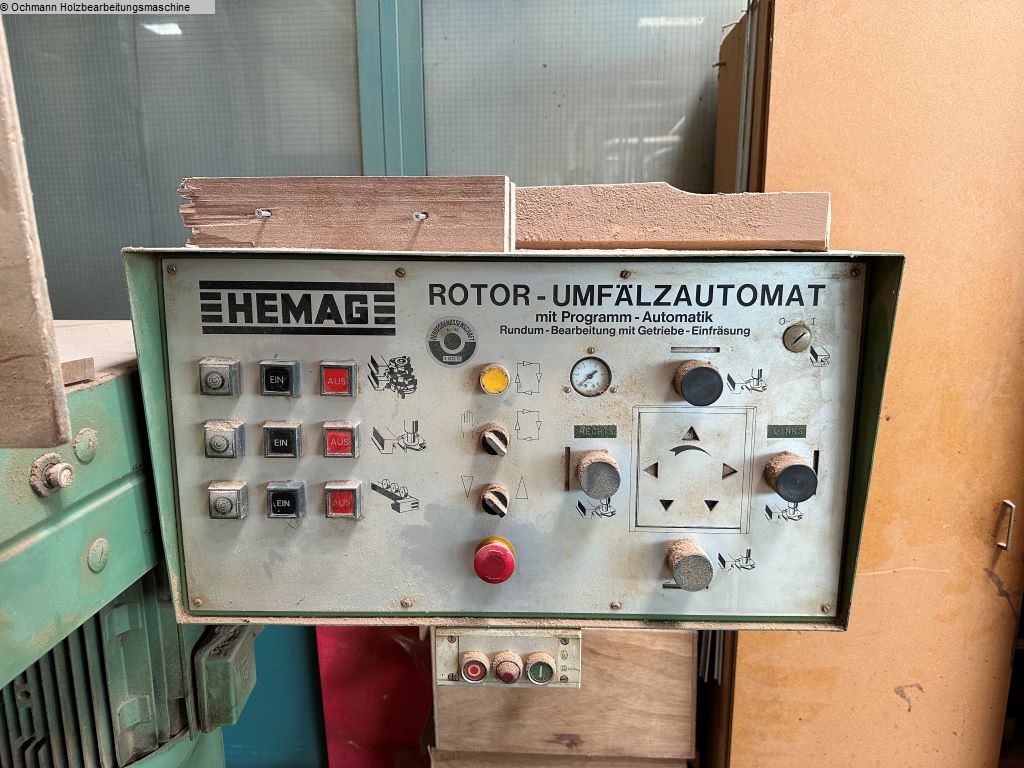 © Ochmann Holzbearbeitungsmaschine
HEMAG
ROTOR - UMFÄLZAUTOMAT
mit Programm - Automatik
Rundum - Bearbeitung mit Getriebe - Einfräsung
O I
EIN AUS
EIN AUS
EIN AUS
RECHTS
LINKS